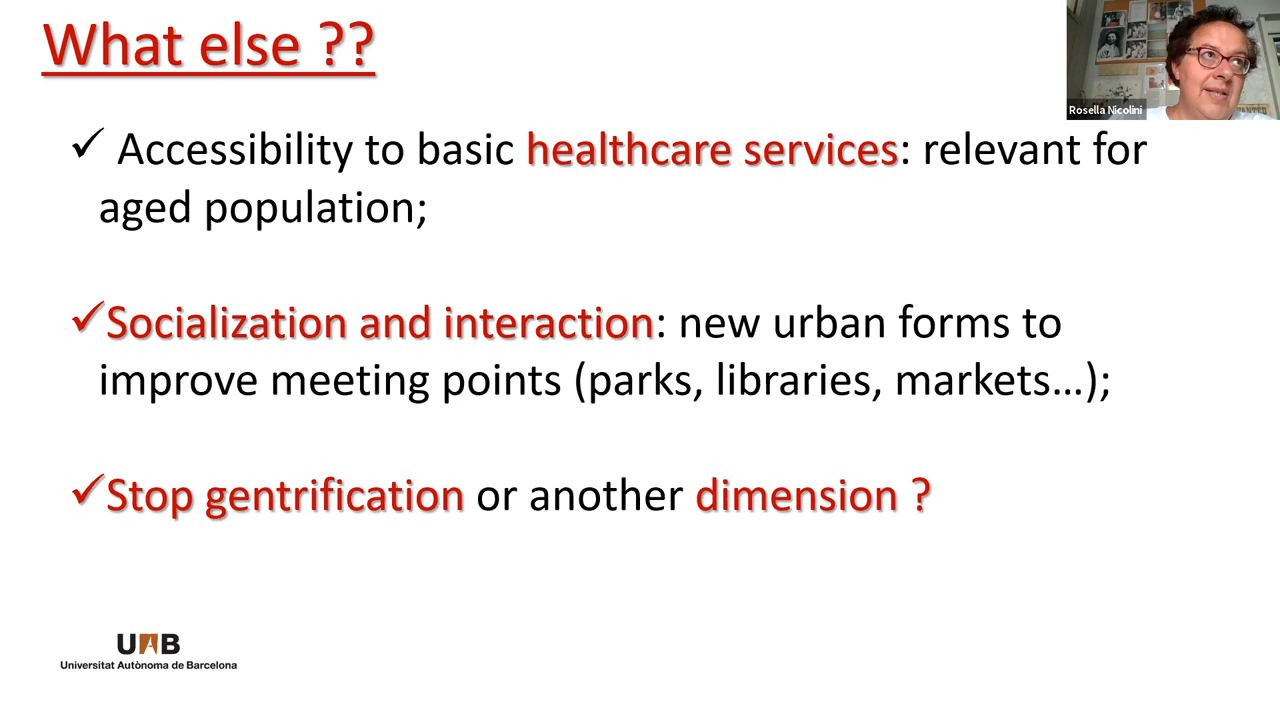 What else ??
Rosella Nicolini
✓ Accessibility to basic healthcare services: relevant for
aged population;
✓Socialization and interaction: new urban forms to
improve meeting points (parks, libraries, markets…);
✓Stop gentrification or another dimension ?
UAB
Universitat Autònoma de Barcelona